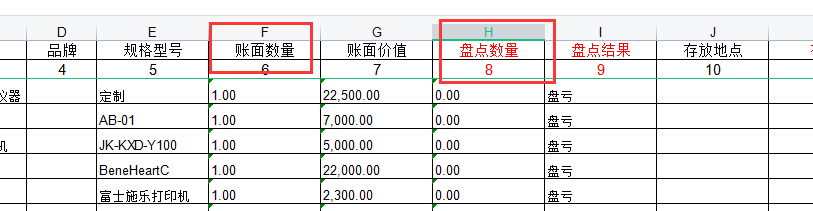 D E F G H I J
品牌 规格型号 账面数量 账面价值 盘点数量 盘点结果 存放地点
4 5 6 7 8 9 10
仪器 定制 1.00 22,500.00 0.00 盘亏
AB-01 1.00 7,000.00 0.00 盘亏
机 JK-KXD-Y100 1.00 5,000.00 0.00 盘亏
BeneHeartC 1.00 22,000.00 0.00 盘亏
富士施乐打印机 1.00 2,300.00 0.00 盘亏